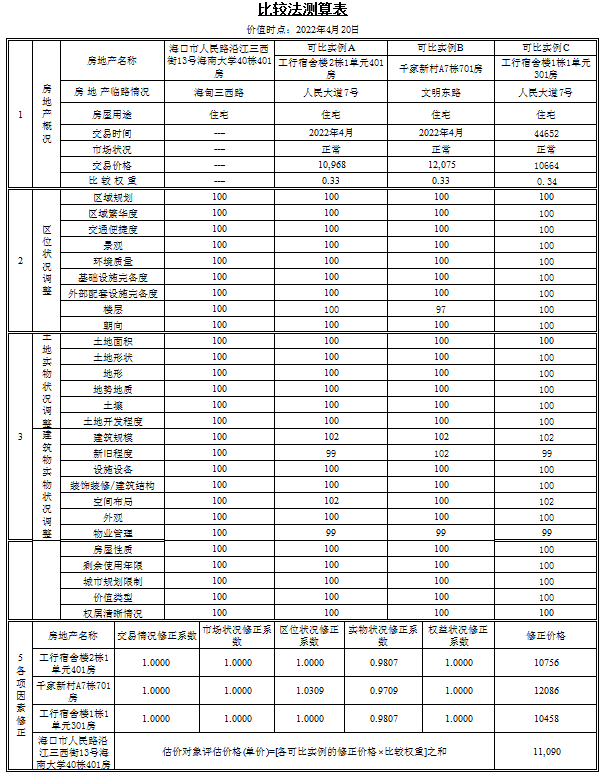 比较法测算表
价值时点：2022年4月20日
1 房地产概况
房地产名称 海口市人民路沿江三西街13号海南大学40栋401房 可比实例A 可比实例B 可比实例C
工行宿舍楼2栋1单元401房 千家新村A7栋701房 工行宿舍楼1栋1单元301房
房 地 产临路情况 海甸三西路 人民大道7号 文明东路 人民大道7号
房屋用途 住宅 住宅 住宅 住宅
交易时间 --- 2022年4月 2022年4月 44652
市场状况 --- 正常 正常 正常
交易价格 --- 10,968 12,075 10664
比 较 权 重 --- 0.33 0.33 0.34
2 区位状况调整
区域规划 100 100 100 100
区域繁华度 100 100 100 100
交通便捷度 100 100 100 100
景观 100 100 100 100
环境质量 100 100 100 100
基础设施完备度 100 100 100 100
外部配套设施完备度 100 100 100 100
楼层 100 100 97 100
朝向 100 100 100 100
3 土地实物状况调整
土地面积 100 100 100 100
土地形状 100 100 100 100
地形 100 100 100 100
地势地质 100 100 100 100
土壤 100 100 100 100
土地开发程度 100 100 100 100
建筑物实物状况调整
建筑规模 100 102 102 102
新旧程度 100 99 102 99
设施设备 100 100 100 100
装饰装修/建筑结构 100 100 100 100
空间布局 100 102 100 102
外观 100 100 100 100
物业管理 100 99 99 99
房屋性质 100 100 100 100
剩余使用年限 100 100 100 100
城市规划限制 100 100 100 100
价值类型 100 100 100 100
权属清晰情况 100 100 100 100
5 各项因素修正
房地产名称 交易情况修正系数 市场状况修正系数 区位状况修正系数 实物状况修正系数 权益状况修正系数 修正价格
工行宿舍楼2栋1单元401房 1.0000 1.0000 1.0000 0.9807 1.0000 10756
千家新村A7栋701房 1.0000 1.0000 1.0309 0.9709 1.0000 12086
工行宿舍楼1栋1单元301房 1.0000 1.0000 1.0000 0.9807 1.0000 10458
海口市人民路沿江三西街13号海南大学40栋401房 估价对象评估价格(单价)=[各可比实例的修正价格×比较权重]之和 11,090